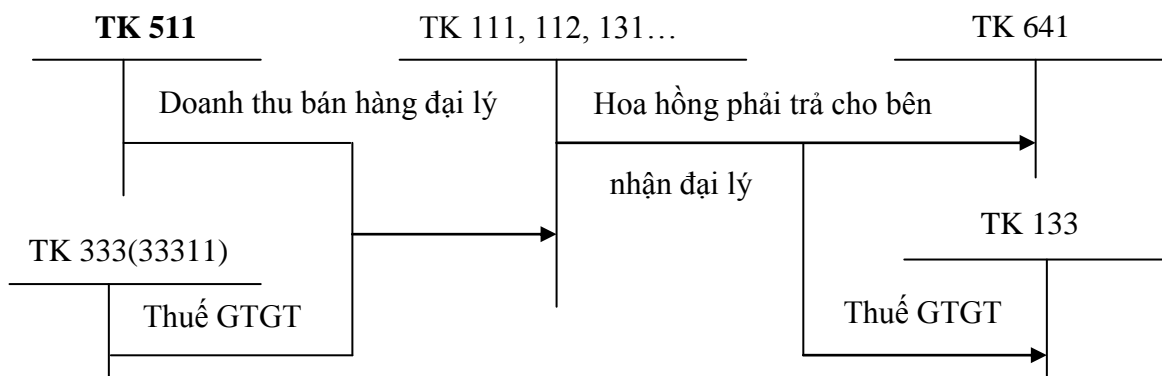 TK 511
TK 111, 112, 131…
TK 641
Doanh thu bán hàng đại lý
Hoa hồng phải trả cho bên
nhận đại lý
TK 333(33311)
TK 133
Thuế GTGT
Thuế GTGT